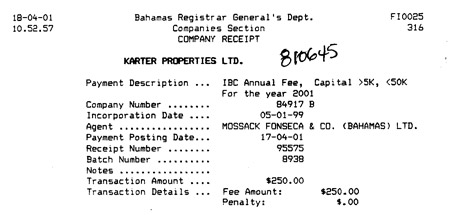 18-04-01 Bahamas Registrar General's Dept. FI0025
10.52.57 Companies Section 316
COMPANY RECEIPT
KARTER PROPERTIES LTD. 810645
Payment Description ... IBC Annual Fee, Capital >5K, <50K
For the year 2001
Company Number ........ 84917 B
Incorporation Date .... 05-01-99
Agent ................. MOSSACK FONSECA & CO. (BAHAMAS) LTD.
Payment Posting Date... 17-04-01
Receipt Number ........ 95575
Batch Number .......... 8938
Notes .................
Transaction Amount .... $250.00
Transaction Details ... Fee Amount: $250.00
Penalty: $.00